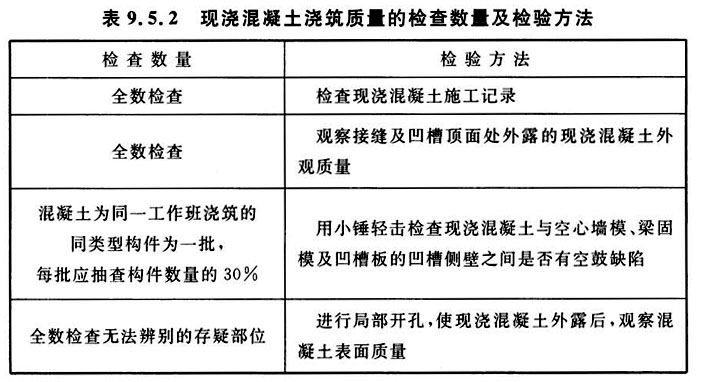 表 9.5.2 现浇混凝土浇筑质量的检查数量及检验方法
检查数量
检验方法
全数检查
检查现浇混凝土施工记录
全数检查
观察接缝及凹槽顶面处外露的现浇混凝土外
观质量
混凝土为同一工作班浇筑的
同类型构件为一批,
每批应抽查构件数量的 30%
用小锤轻击检查现浇混凝土与空心墙模、梁固
模及凹槽板的凹槽侧壁之间是否有空鼓缺陷
全数检查无法辨别的存疑部位
进行局部开孔,使现浇混凝土外露后,观察混
凝土表面质量